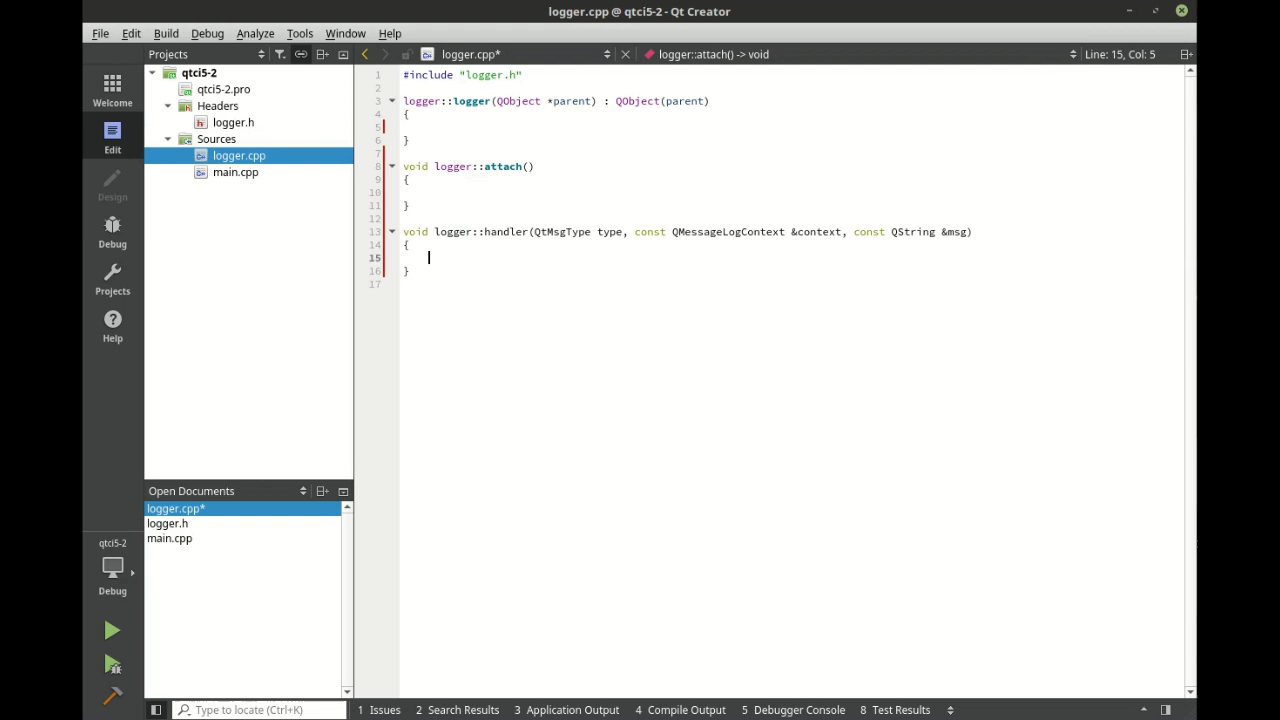 logger.cpp @ qtci5-2 - Qt Creator
File Edit View Build Debug Analyze Tools Window Help
Projects
logger.cpp*
logger::attach() -> void
Line: 15, Col: 5
Welcome
Edit
Design
Debug
Projects
Help
qtci5-2
Debug
qtci5-2
qtci5-2.pro
Headers
logger.h
Sources
logger.cpp
main.cpp
Open Documents
logger.cpp*
logger.h
main.cpp
1 #include "logger.h"
2
3 logger::logger(QObject *parent) : QObject(parent)
4 {
5
6 }
7
8 void logger::attach()
9 {
10
11 }
12
13 void logger::handler(QtMsgType type, const QMessageLogContext &context, const QString &msg)
14 {
15
16 }
17
Type to locate (Ctrl+K)
1 Issues 2 Search Results 3 Application Output 4 Compile Output 5 Debugger Console 8 Test Results